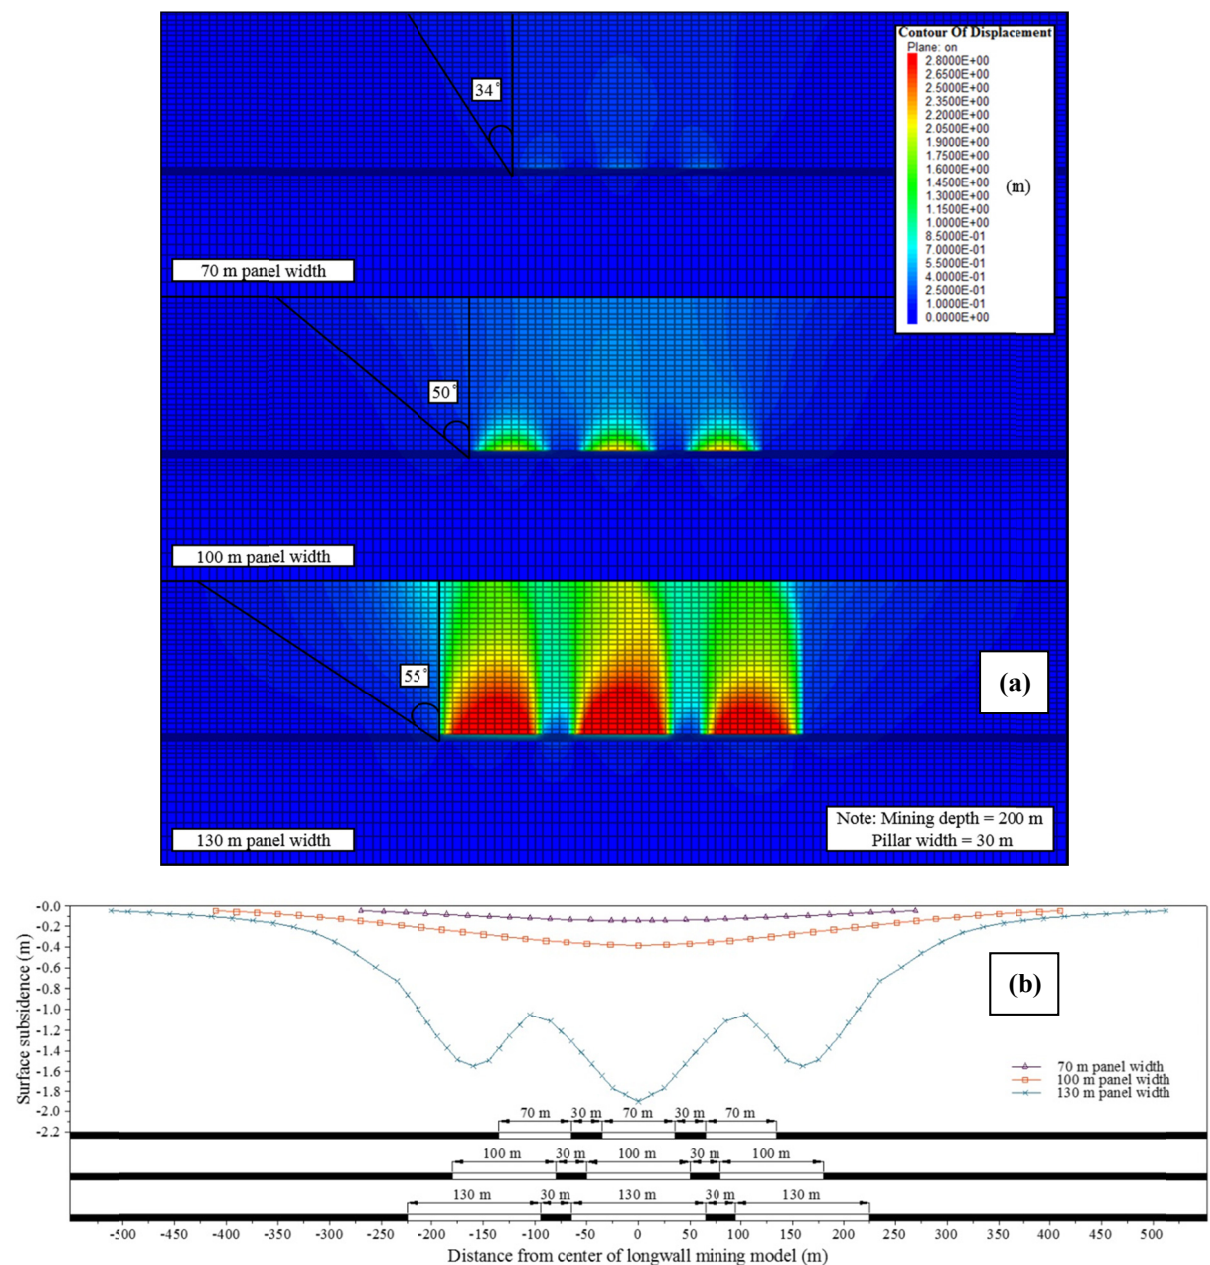 Contour Of Displacement
Plane: on
2.8000E+00
2.6500E+00
2.5000E+00
2.3500E+00
2.2000E+00
2.0500E+00
1.9000E+00
1.7500E+00
1.6000E+00
1.4500E+00
1.3000E+00
1.1500E+00
1.0000E+00
8.5000E-01
7.0000E-01
5.5000E-01
4.0000E-01
2.5000E-01
1.0000E-01
0.0000E+00
(m)
34°
70 m panel width
50°
100 m panel width
55°
(a)
130 m panel width
Note: Mining depth = 200 m
Pillar width = 30 m
Surface subsidence (m)
-0.0
-0.2
-0.4
-0.6
-0.8
-1.0
-1.2
-1.4
-1.6
-1.8
-2.0
-2.2
(b)
70 m panel width
100 m panel width
130 m panel width
70 m 30 m 70 m 30 m 70 m
100 m 30 m 100 m 30 m 100 m
130 m 30 m 130 m 30 m 130 m
-500 -450 -400 -350 -300 -250 -200 -150 -100 -50 0 50 100 150 200 250 300 350 400 450 500
Distance from center of longwall mining model (m)